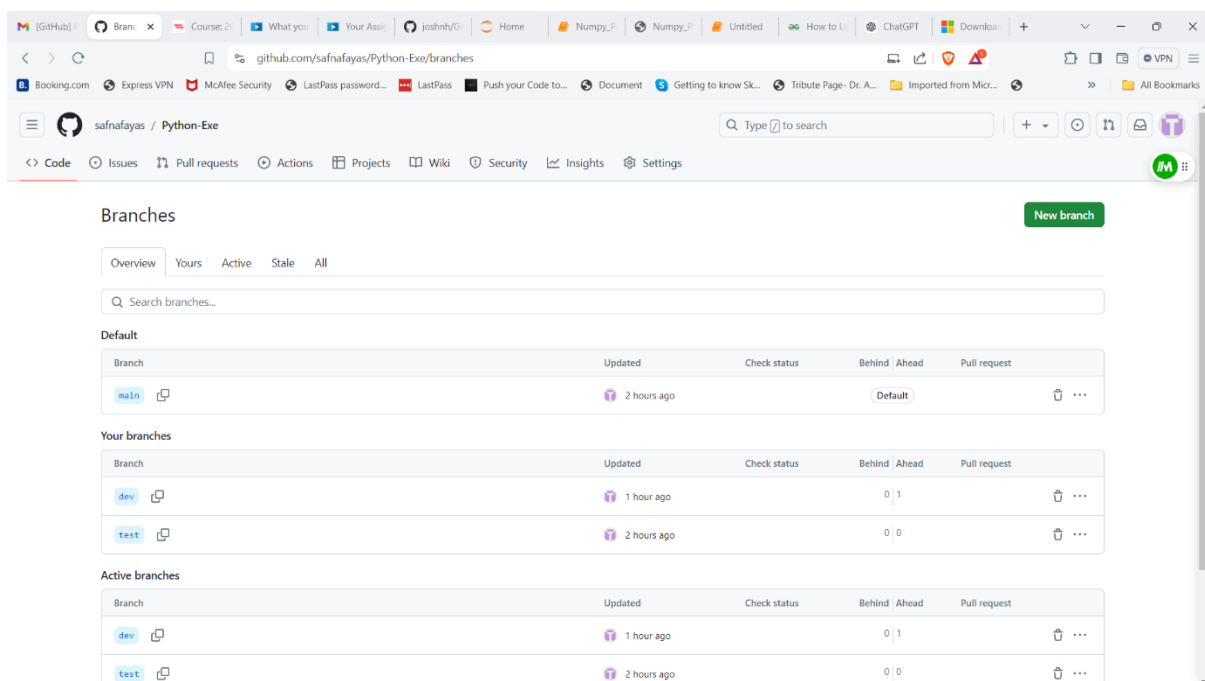 [GitHub] P Branc Course: 2( What you Your Assig joshnh/Gi Home Numpy_P Numpy_P Untitled How to U ChatGPT Downloa
github.com/safnafayas/Python-Exe/branches VPN
Booking.com Express VPN McAfee Security LastPass password... LastPass Push your Code to... Document Getting to know Sk... Tribute Page- Dr. A... Imported from Micr... » All Bookmarks
safnafayas / Python-Exe Type / to search
<> Code Issues Pull requests Actions Projects Wiki Security Insights Settings
Branches New branch
Overview Yours Active Stale All
Search branches...
Default
Branch Updated Check status Behind Ahead Pull request
main 2 hours ago Default
Your branches
Branch Updated Check status Behind Ahead Pull request
dev 1 hour ago 0 1
test 2 hours ago 0 0
Active branches
Branch Updated Check status Behind Ahead Pull request
dev 1 hour ago 0 1
test 2 hours ago 0 0